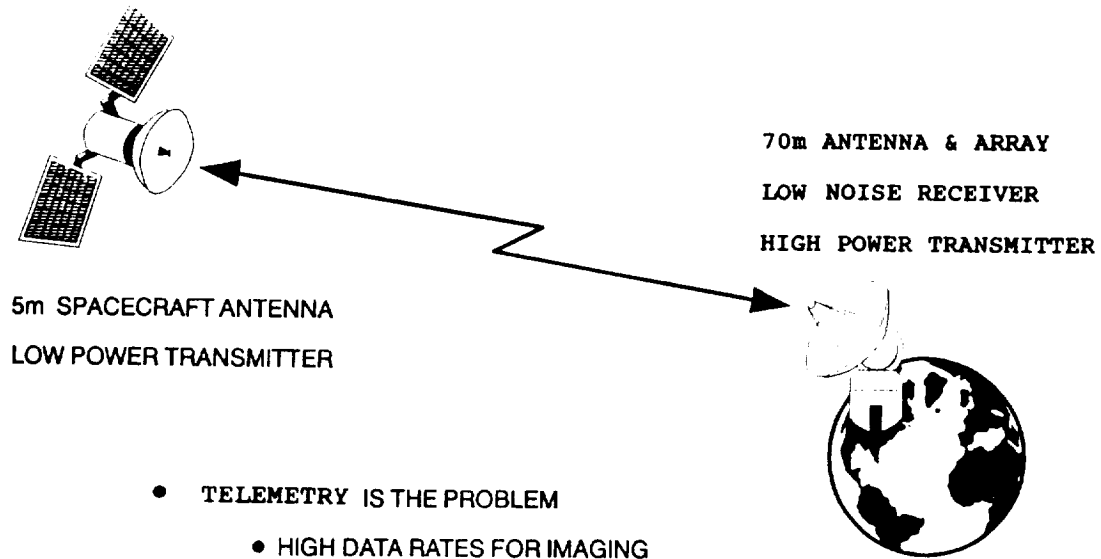 70m ANTENNA & ARRAY
LOW NOISE RECEIVER
HIGH POWER TRANSMITTER
5m SPACECRAFT ANTENNA
LOW POWER TRANSMITTER
• TELEMETRY IS THE PROBLEM
• HIGH DATA RATES FOR IMAGING